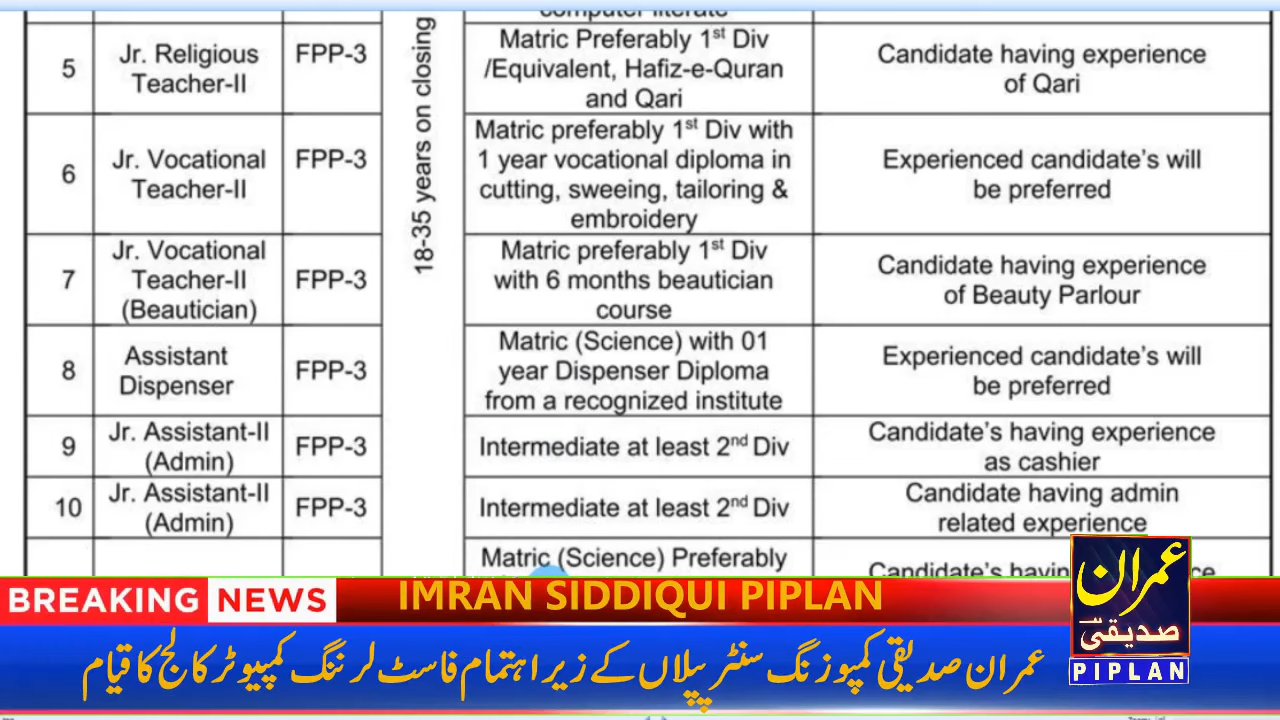 computer literate
5
Jr. Religious
Teacher-II
FPP-3
18-35 years on closing
Matric Preferably 1st Div
/Equivalent, Hafiz-e-Quran
and Qari
Candidate having experience
of Qari
6
Jr. Vocational
Teacher-II
FPP-3
Matric preferably 1st Div with
1 year vocational diploma in
cutting, sweeing, tailoring &
embroidery
Experienced candidate's will
be preferred
7
Jr. Vocational
Teacher-II
(Beautician)
FPP-3
Matric preferably 1st Div
with 6 months beautician
course
Candidate having experience
of Beauty Parlour
8
Assistant
Dispenser
FPP-3
Matric (Science) with 01
year Dispenser Diploma
from a recognized institute
Experienced candidate's will
be preferred
9
Jr. Assistant-II
(Admin)
FPP-3
Intermediate at least 2nd Div
Candidate's having experience
as cashier
10
Jr. Assistant-II
(Admin)
FPP-3
Intermediate at least 2nd Div
Candidate having admin
related experience
Matric (Science) Preferably
Candidate's having
BREAKING NEWS
IMRAN SIDDIQUI PIPLAN
عمران صدیقی کمپوزنگ سنٹر پپلاں کے زیر اہتمام فاسٹ لرننگ کمپیوٹر کالج کا قیام
عمران
صدیقی
PIPLAN